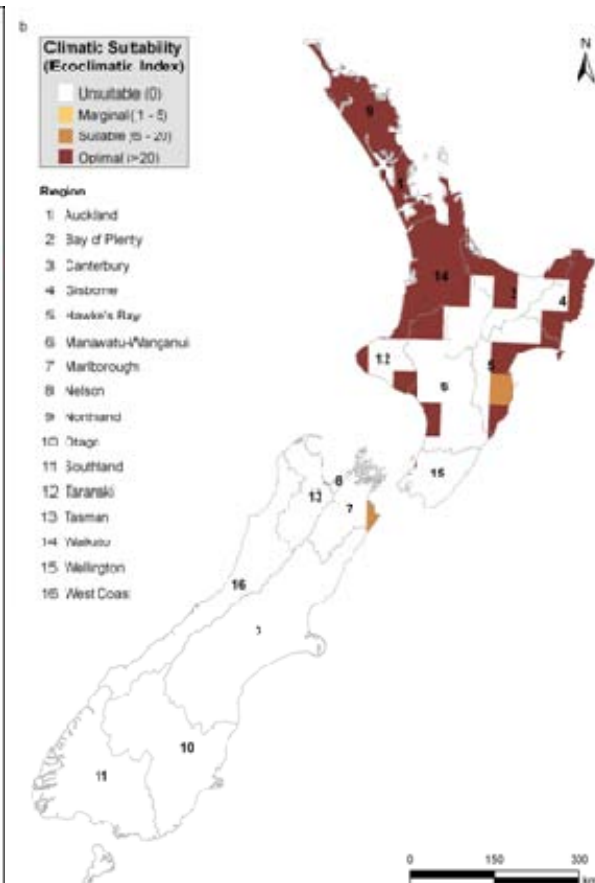 b
Climatic Suitability
(Ecoclimatic Index)
Unsuitable (0)
Marginal (1 - 5)
Suitable (6 - 20)
Optimal (>20)
Region
1 Auckland
2 Bay of Plenty
3 Canterbury
4 Gisborne
5 Hawke's Bay
6 Manawatu-Wanganui
7 Marlborough
8 Nelson
9 Northland
10 Otago
11 Southland
12 Taranaki
13 Tasman
14 Waikato
15 Wellington
16 West Coast
N
9
1
14
2
4
12
5
6
15
8
13
7
16
3
10
11
0 150 300
km